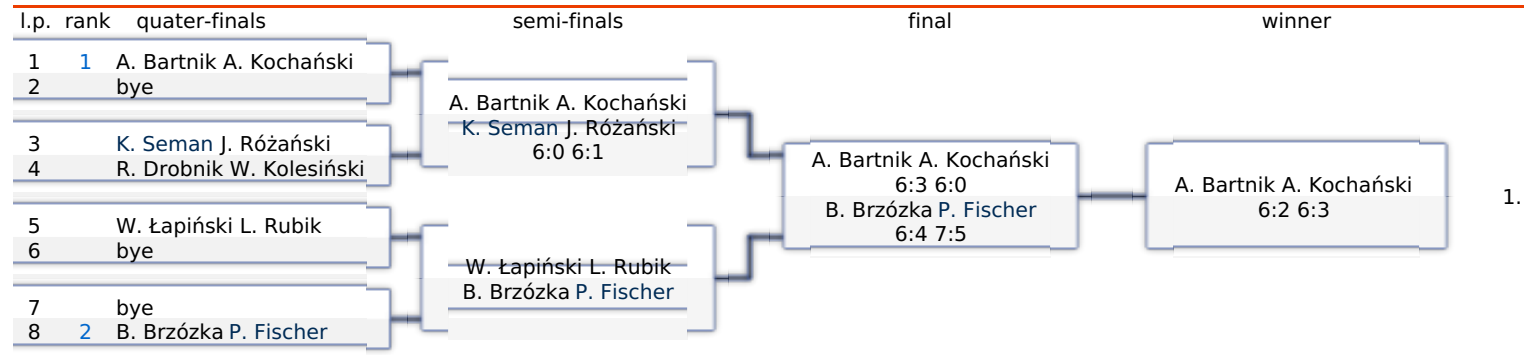 l.p. rank quater-finals semi-finals final winner
1 1 A. Bartnik A. Kochański
2 bye
3 K. Seman J. Różański
4 R. Drobnik W. Kolesiński
5 W. Łapiński L. Rubik
6 bye
7 bye
8 2 B. Brzózka P. Fischer
A. Bartnik A. Kochański
K. Seman J. Różański
6:0 6:1
W. Łapiński L. Rubik
B. Brzózka P. Fischer
A. Bartnik A. Kochański
6:3 6:0
B. Brzózka P. Fischer
6:4 7:5
A. Bartnik A. Kochański
6:2 6:3
1.